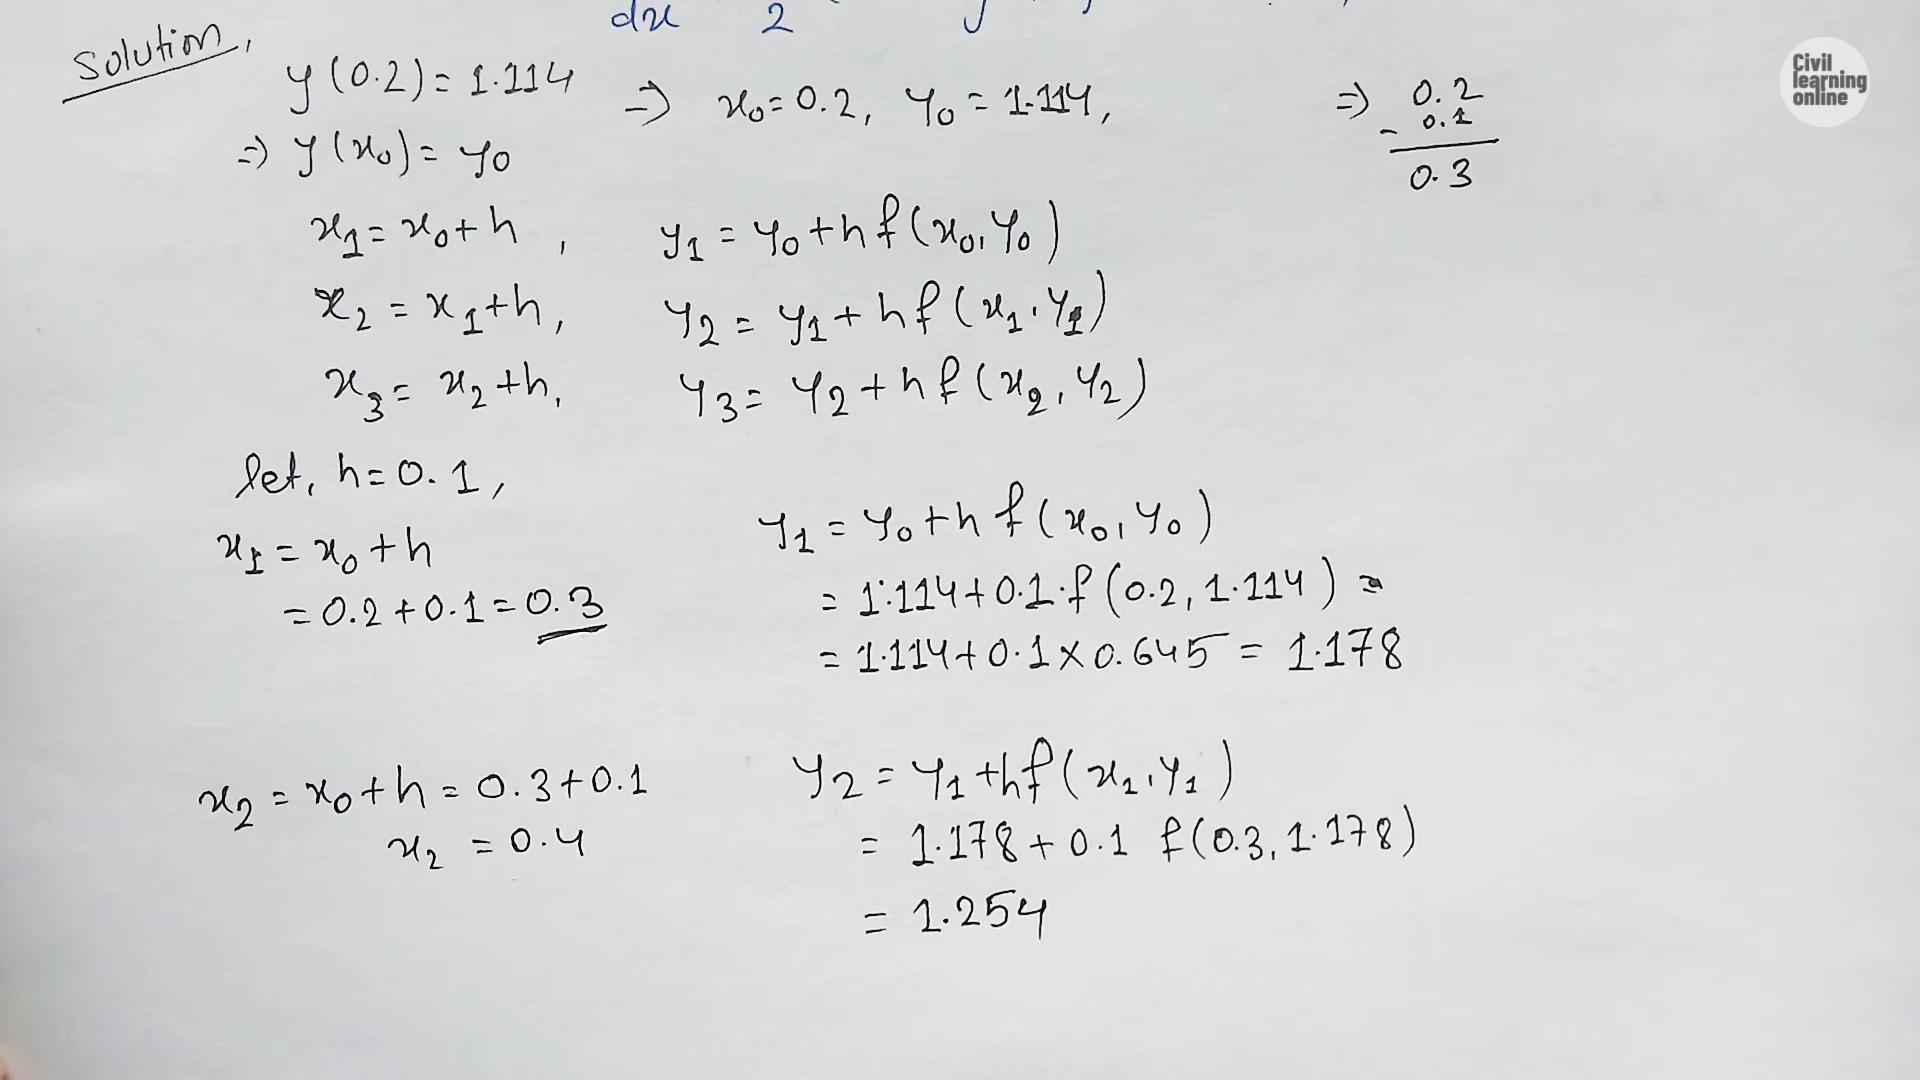 dx 2 y
Solution,
y(0.2) = 1.114 ⇒ x₀ = 0.2, y₀ = 1.114,
⇒ y(x₀) = y₀
⇒ 0.2
- 0.1
0.3
x₁ = x₀ + h , y₁ = y₀ + h f(x₀, y₀)
x₂ = x₁ + h, y₂ = y₁ + h f(x₁, y₁)
x₃ = x₂ + h, y₃ = y₂ + h f(x₂, y₂)
let, h = 0.1,
x₁ = x₀ + h
= 0.2 + 0.1 = 0.3
y₁ = y₀ + h f(x₀, y₀)
= 1.114 + 0.1 · f(0.2, 1.114) =
= 1.114 + 0.1 × 0.645 = 1.178
x₂ = x₀ + h = 0.3 + 0.1
x₂ = 0.4
y₂ = y₁ + h f(x₁, y₁)
= 1.178 + 0.1 f(0.3, 1.178)
= 1.254
Civil
learning
online